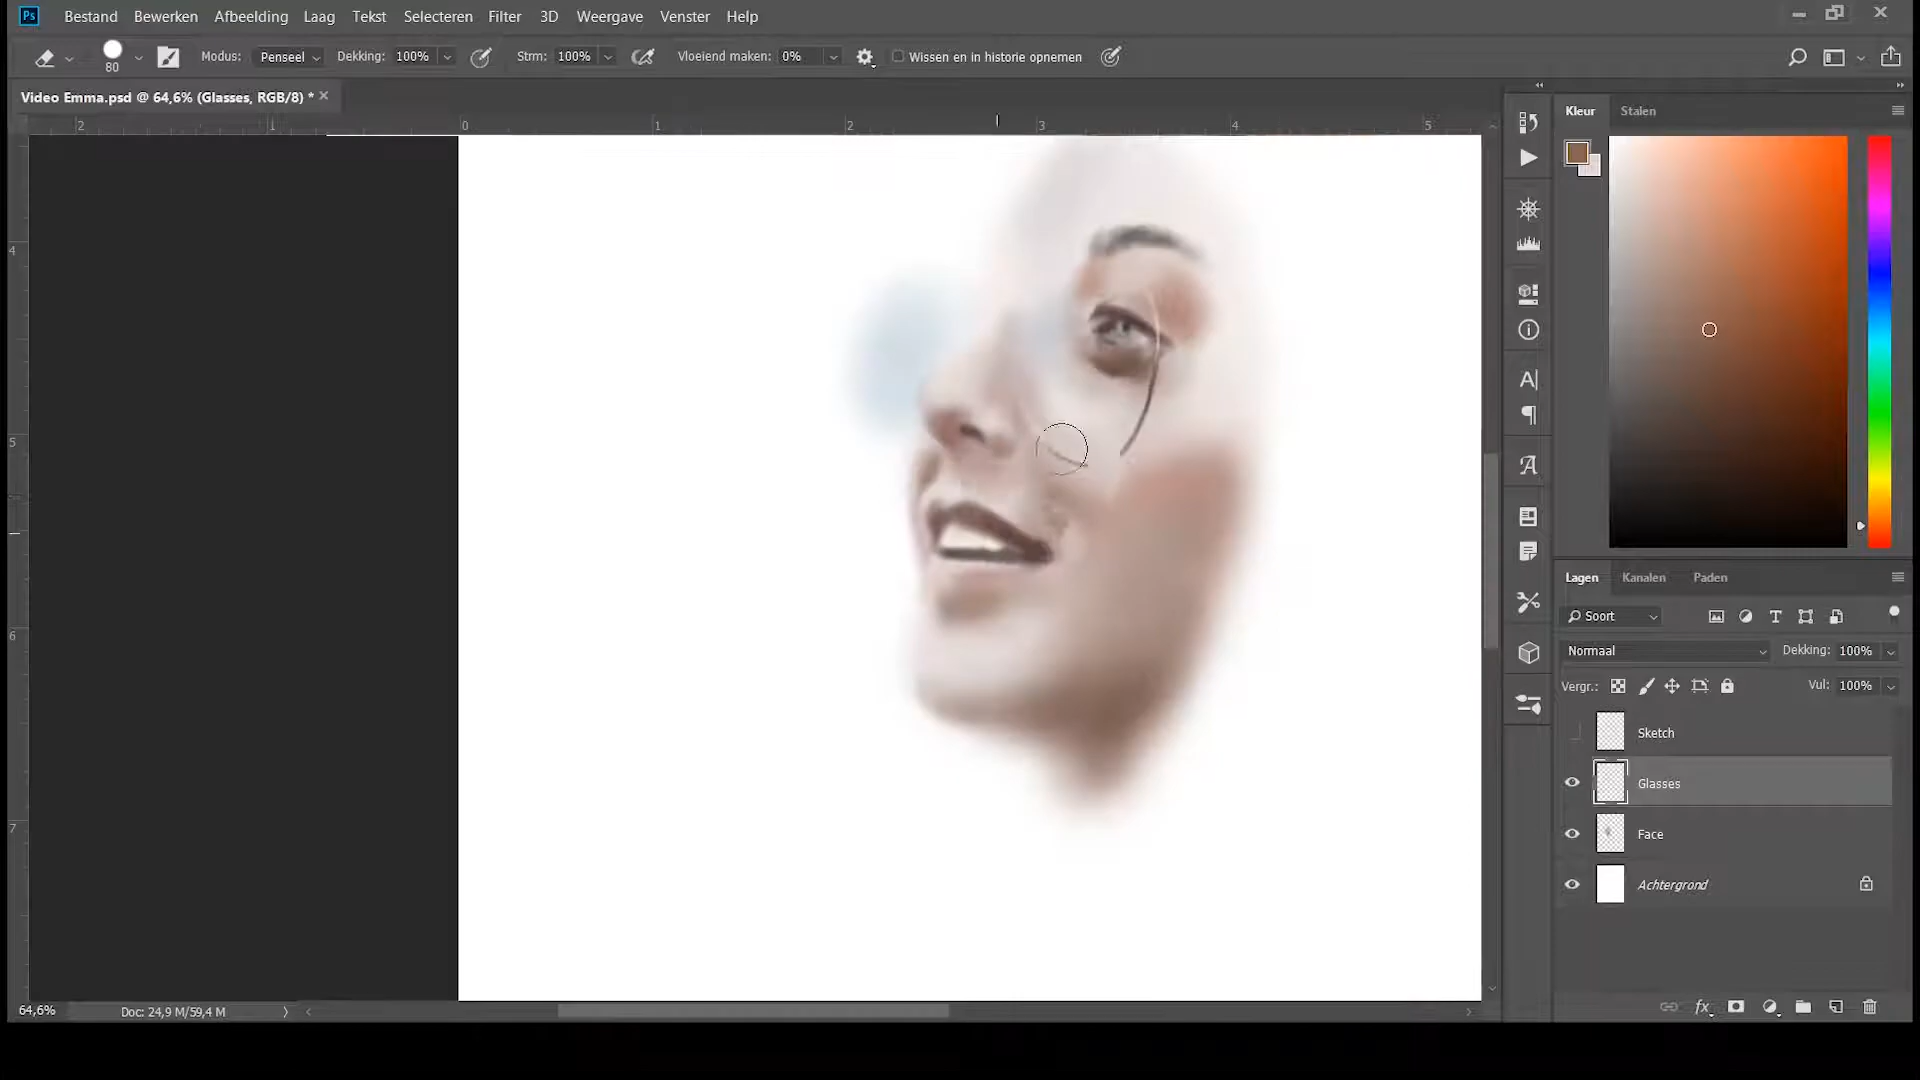 Ps Bestand Bewerken Afbeelding Laag Tekst Selecteren Filter 3D Weergave Venster Help
80 Modus: Penseel Dekking: 100% Strm: 100% Vloeiend maken: 0% Wissen en in historie opnemen
Video Emma.psd @ 64,6% (Glasses, RGB/8) *
2 1 0 1 2 3 4 5
4
5
6
7
Kleur Stalen
Lagen Kanalen Paden
Soort
Normaal Dekking: 100%
Vergr.: Vul: 100%
Sketch
Glasses
Face
Achtergrond
fx
64,6% Doc: 24,9 M/59,4 M